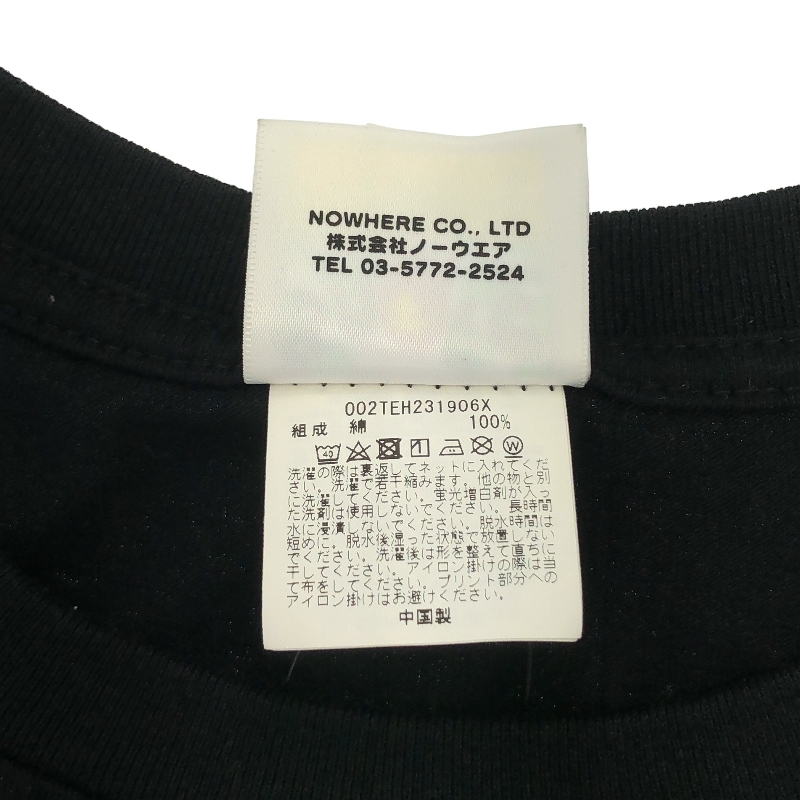 NOWHERE CO., LTD
株式会社ノーウエア
TEL 03-5772-2524
002TEH231906X
組成 綿 100%
40 W
洗濯の際は裏返してネットに入れてくだ
さい。洗濯で若干縮みます。他の物と別
に洗濯してください。蛍光増白剤が入っ
た洗剤は使用しないでください。長時間
水に浸漬しないでください。脱水時間は
短めに。脱水後湿った状態で放置しない
でください。洗濯後は形を整えて直ちに
干してください。アイロン掛けの際は当
て布をしてください。プリント部分への
アイロン掛けはお避けください。
中国製